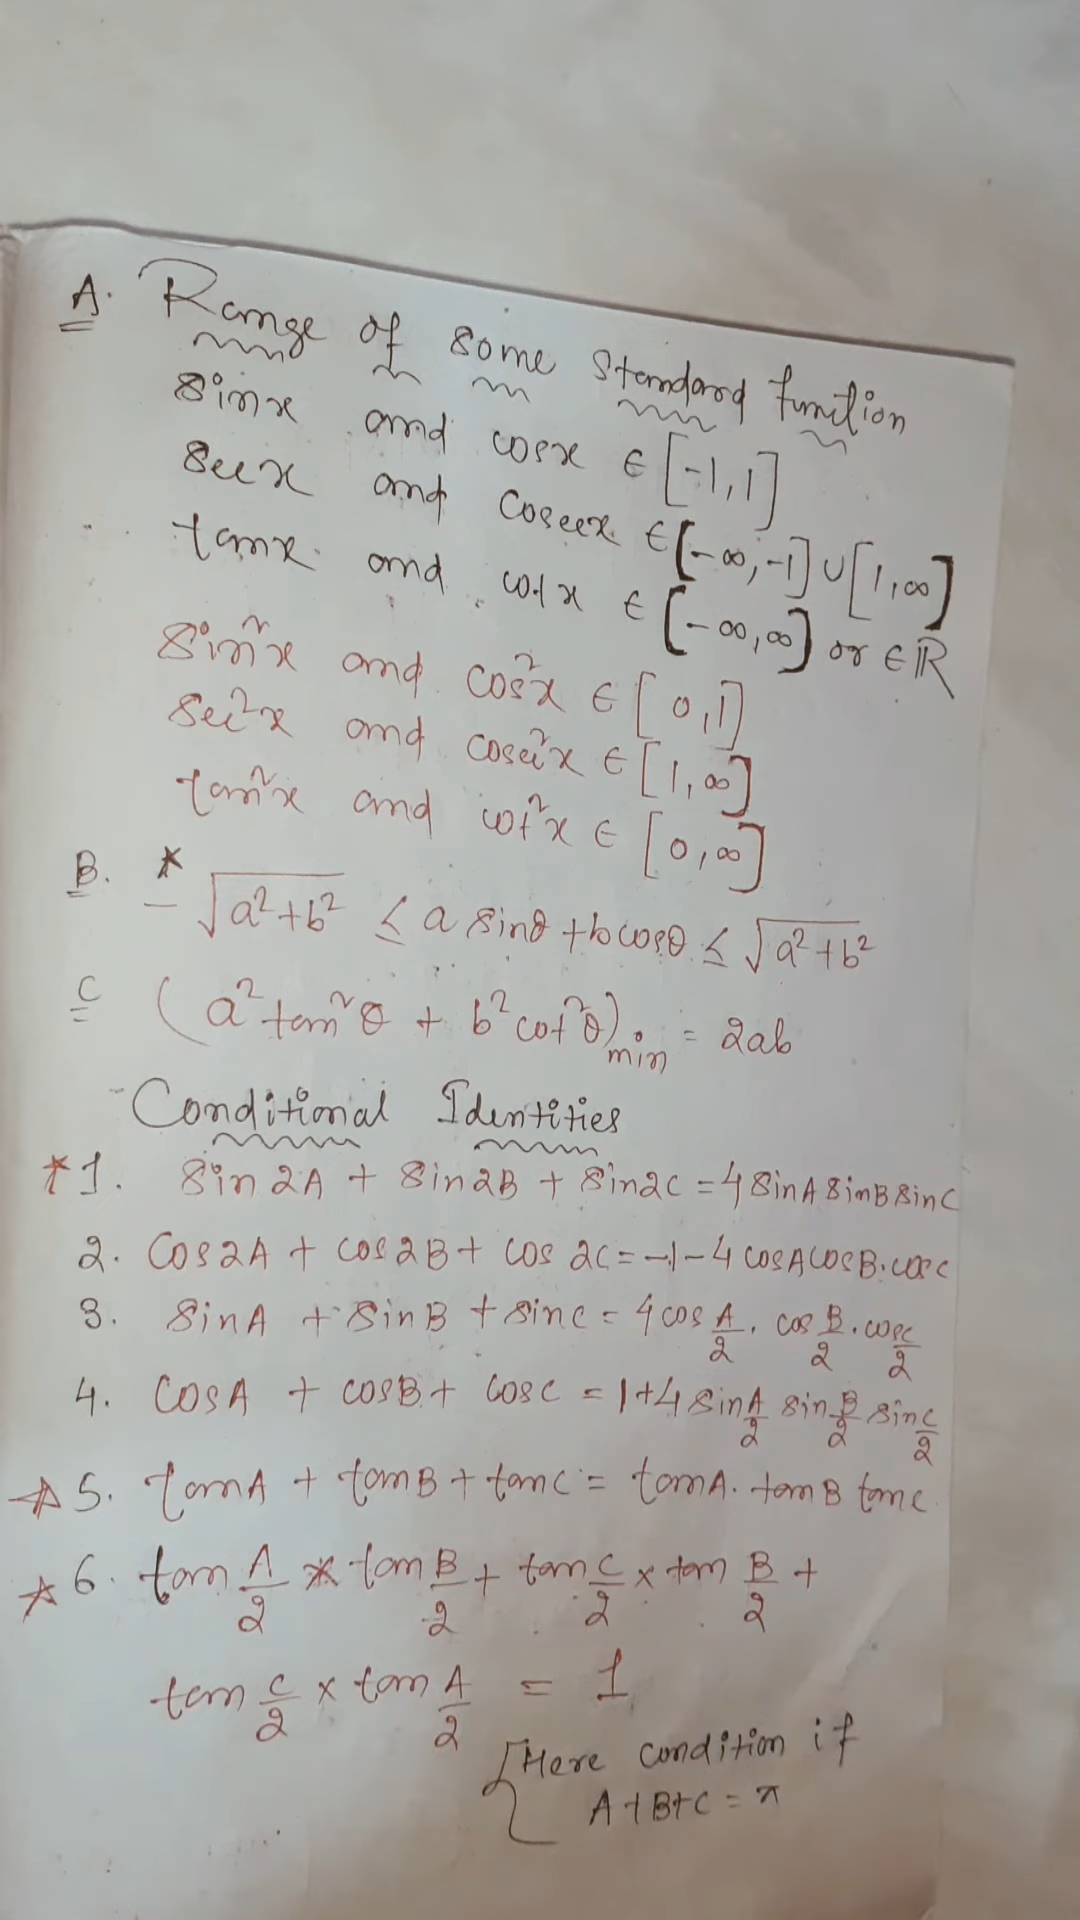 A. Range of some standard function
sinx and cosx ∈ [-1,1]
secx and cosecx ∈ [-∞,-1] ∪ [1,∞]
tanx and cotx ∈ [-∞,∞] or ∈ R
sin²x and cos²x ∈ [0,1]
sec²x and cosec²x ∈ [1,∞]
tan²x and cot²x ∈ [0,∞]
B. * -√(a²+b²) ≤ a sinθ + b cosθ ≤ √(a²+b²)
C (a² tan²θ + b² cot²θ)min = 2ab
Conditional Identities
*1. sin2A + sin2B + sin2C = 4 sinA sinB sinC
2. cos2A + cos2B + cos 2C = -1-4 cosA cosB. cosC
3. sinA + sinB + sinC = 4 cos A/2. cos B/2. cos C/2
4. cosA + cosB + cosC = 1+4 sin A/2 sin B/2 sin C/2
*5. tanA + tanB + tanC = tanA. tanB tanC
*6. tan A/2 × tan B/2 + tan C/2 × tan B/2 +
tan C/2 × tan A/2 = 1
{Here condition if
A+B+C = π